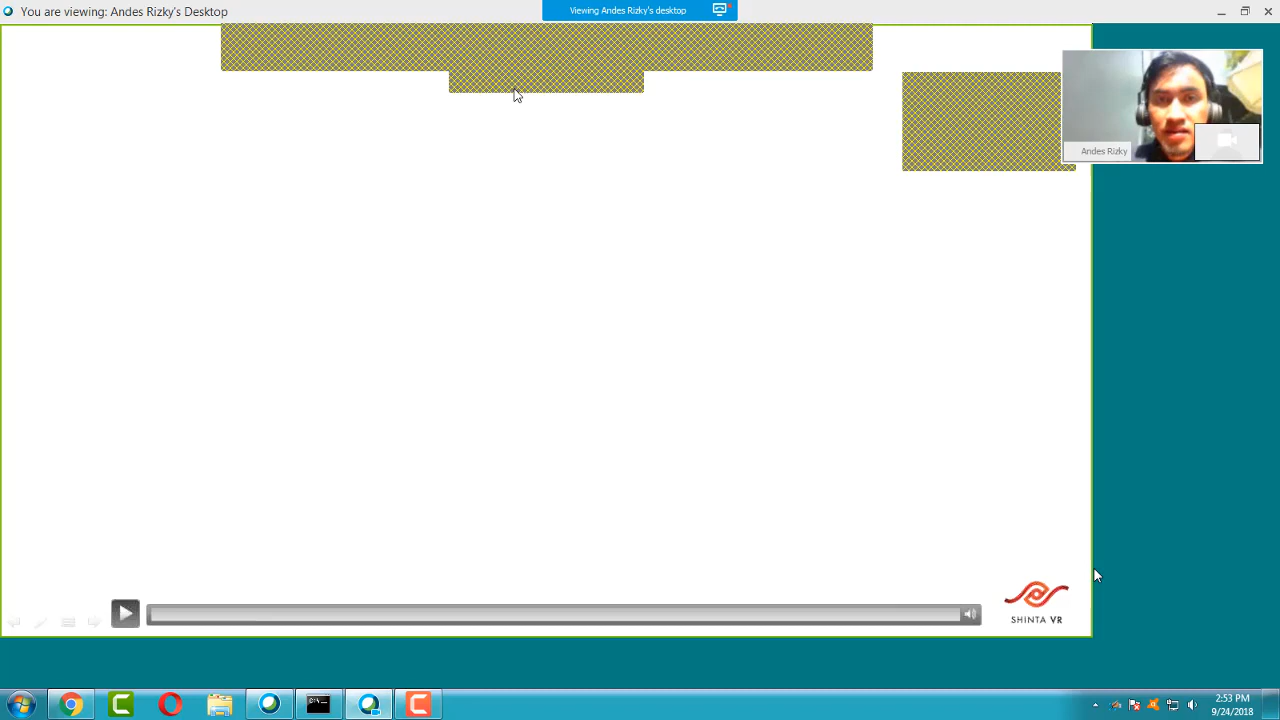 You are viewing: Andes Rizky's Desktop
Viewing Andes Rizky's desktop
Andes Rizky
SHINTA VR
C:\.
2:53 PM
9/24/2018